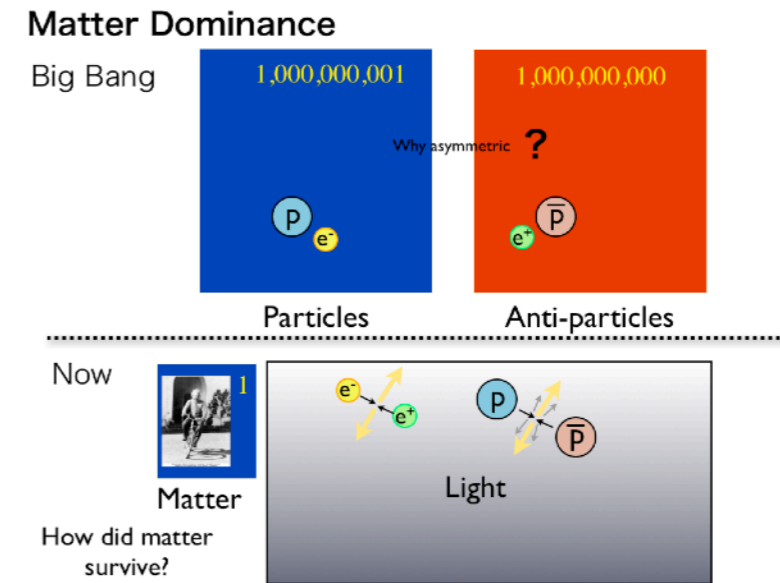 Matter Dominance
Big Bang
1,000,000,001
1,000,000,000
Why asymmetric ?
p
e⁻
e⁺
p̅
Particles
Anti-particles
Now
1
e⁻
e⁺
p
p̅
Light
Matter
How did matter
survive?